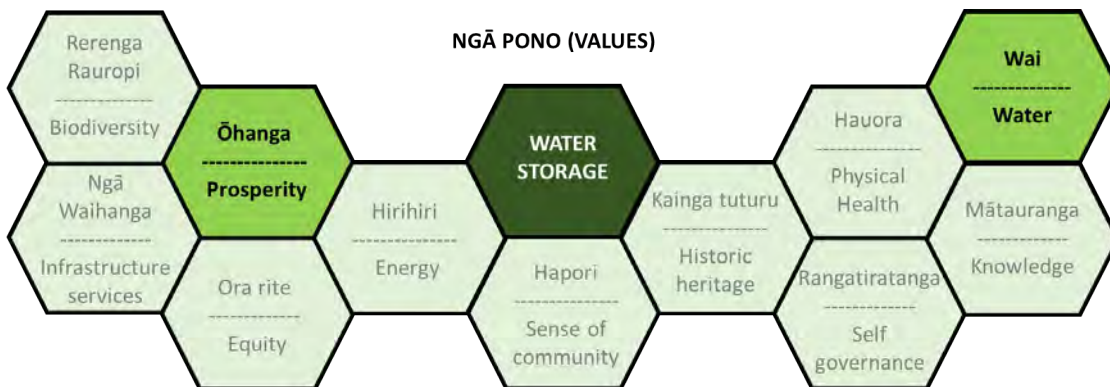 NGĀ PONO (VALUES)
Rerenga
Rauropi
--------------
Biodiversity
Ngā
Waihanga
--------------
Infrastructure
services
Ōhanga
--------------
Prosperity
Ora rite
--------------
Equity
Hirihiri
--------------
Energy
WATER
STORAGE
Hapori
--------------
Sense of
community
Kainga tuturu
--------------
Historic
heritage
Hauora
--------------
Physical
Health
Rangatiratanga
--------------
Self
governance
Wai
--------------
Water
Mātauranga
--------------
Knowledge